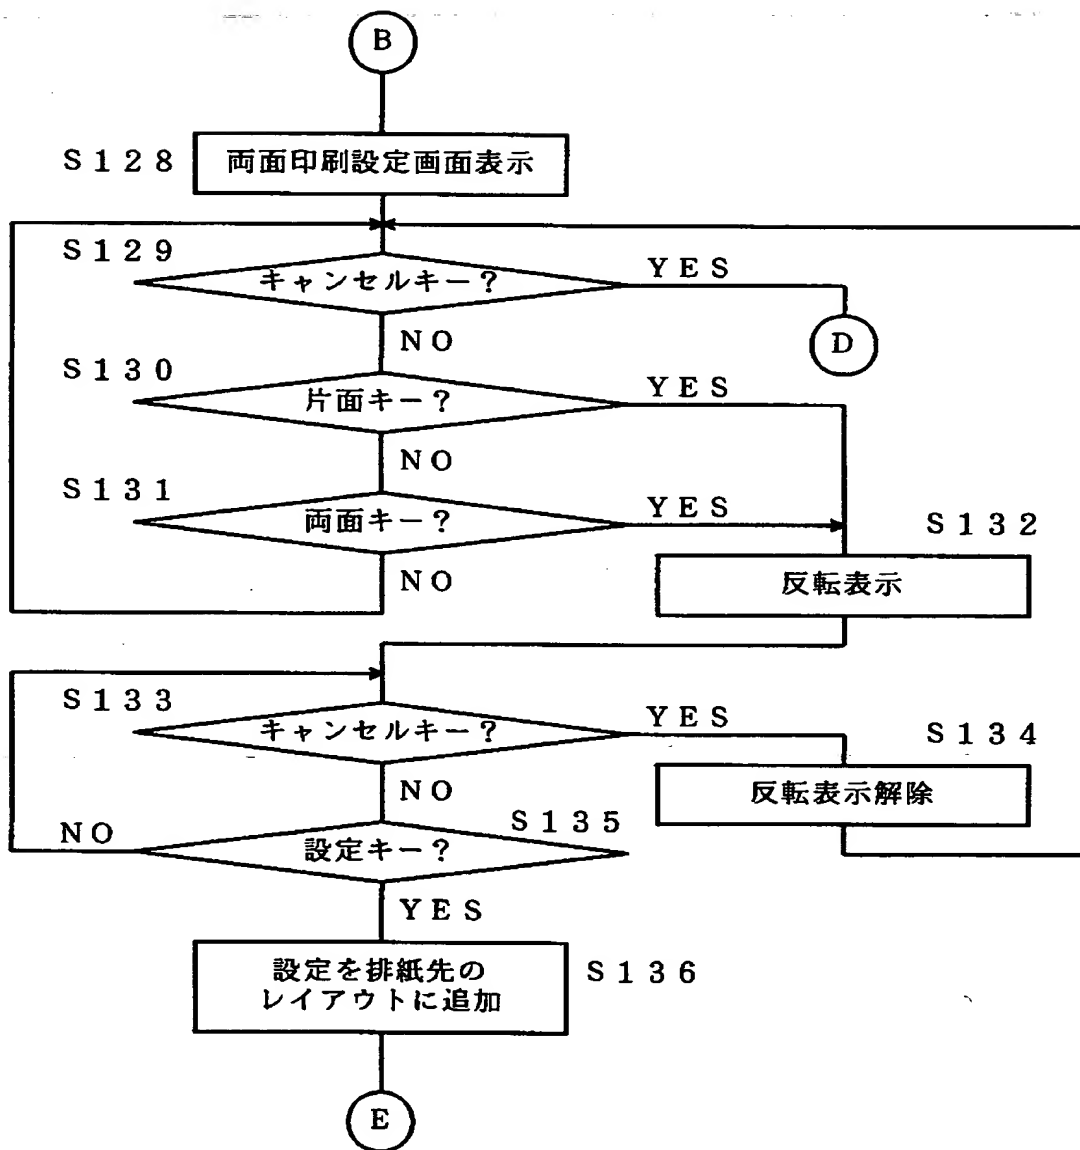 B
S128
両面印刷設定画面表示
S129
キャンセルキー?
YES
D
NO
S130
片面キー?
YES
NO
S131
両面キー?
YES
NO
S132
反転表示
S133
キャンセルキー?
YES
NO
S134
反転表示解除
S135
設定キー?
NO
YES
設定を排紙先の
レイアウトに追加
S136
E